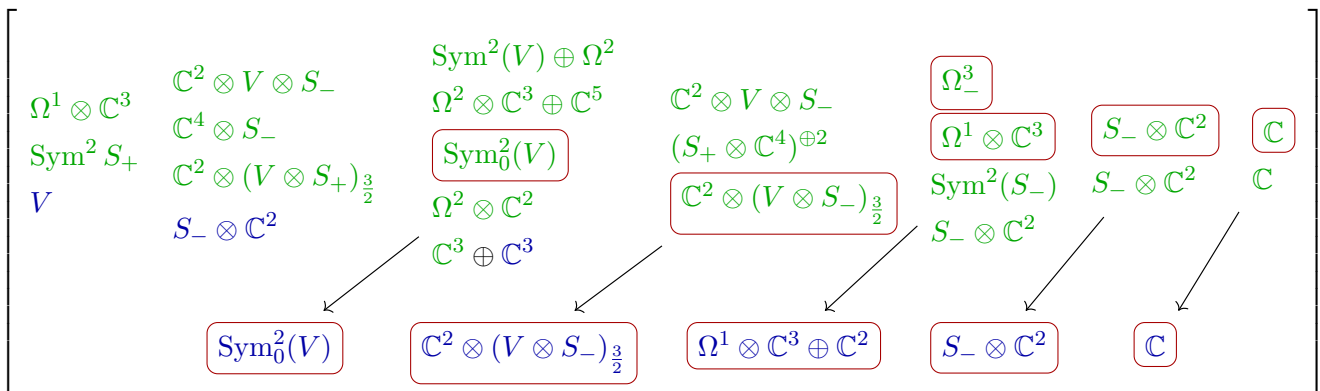 Ω¹ ⊗ ℂ³
Sym² S₊
V
ℂ² ⊗ V ⊗ S₋
ℂ⁴ ⊗ S₋
ℂ² ⊗ (V ⊗ S₊)_{3/2}
S₋ ⊗ ℂ²
Sym²(V) ⊕ Ω²
Ω² ⊗ ℂ³ ⊕ ℂ⁵
Sym²₀(V)
Ω² ⊗ ℂ²
ℂ³ ⊕ ℂ³
ℂ² ⊗ V ⊗ S₋
(S₊ ⊗ ℂ⁴)^{⊕2}
ℂ² ⊗ (V ⊗ S₋)_{3/2}
Ω³₋
Ω¹ ⊗ ℂ³
Sym²(S₋)
S₋ ⊗ ℂ²
S₋ ⊗ ℂ²
S₋ ⊗ ℂ²
ℂ
ℂ
Sym²₀(V)
ℂ² ⊗ (V ⊗ S₋)_{3/2}
Ω¹ ⊗ ℂ³ ⊕ ℂ²
S₋ ⊗ ℂ²
ℂ